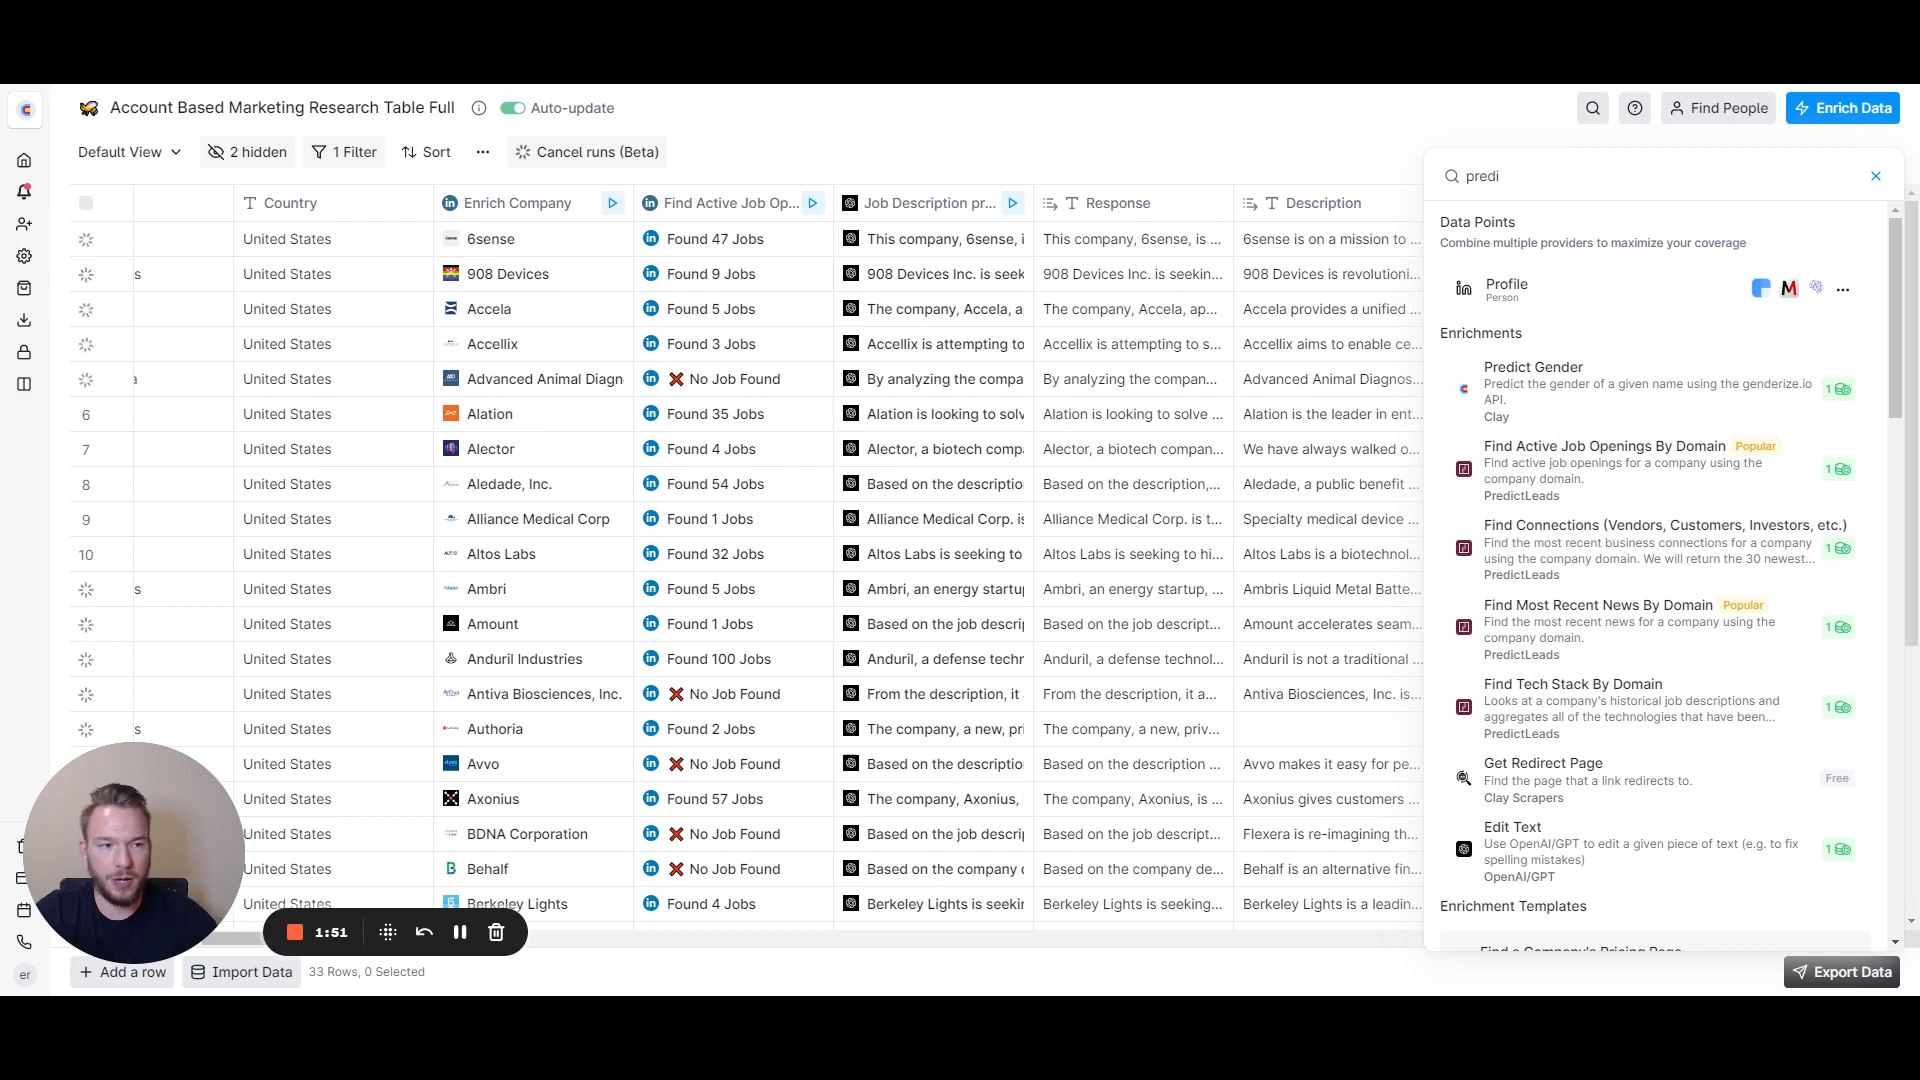 Account Based Marketing Research Table Full
Auto-update
Find People
Enrich Data
Default View
2 hidden
1 Filter
Sort
Cancel runs (Beta)
Country
Enrich Company
Find Active Job Op...
Job Description pr...
Response
Description
United States 6sense Found 47 Jobs This company, 6sense, i This company, 6sense, is ... 6sense is on a mission to ...
s United States 908 Devices Found 9 Jobs 908 Devices Inc. is seek 908 Devices Inc. is seekin... 908 Devices is revolutioni...
United States Accela Found 5 Jobs The company, Accela, a The company, Accela, ap... Accela provides a unified ...
United States Accellix Found 3 Jobs Accellix is attempting to Accellix is attempting to s... Accellix aims to enable ce...
a United States Advanced Animal Diagn No Job Found By analyzing the compa By analyzing the compan... Advanced Animal Diagnos...
6 United States Alation Found 35 Jobs Alation is looking to solv Alation is looking to solve ... Alation is the leader in ent...
7 United States Alector Found 4 Jobs Alector, a biotech comp Alector, a biotech compan... We have always walked o...
8 United States Aledade, Inc. Found 54 Jobs Based on the descriptio Based on the description,... Aledade, a public benefit ...
9 United States Alliance Medical Corp Found 1 Jobs Alliance Medical Corp. is Alliance Medical Corp. is t... Specialty medical device ...
10 United States Altos Labs Found 32 Jobs Altos Labs is seeking to Altos Labs is seeking to hi... Altos Labs is a biotechnol...
s United States Ambri Found 5 Jobs Ambri, an energy startu Ambri, an energy startup, ... Ambris Liquid Metal Batte...
United States Amount Found 1 Jobs Based on the job descrip Based on the job descript... Amount accelerates seam...
United States Anduril Industries Found 100 Jobs Anduril, a defense techr Anduril, a defense technol... Anduril is not a traditional ...
United States Antiva Biosciences, Inc. No Job Found From the description, it From the description, it a... Antiva Biosciences, Inc. is...
s United States Authoria Found 2 Jobs The company, a new, pri The company, a new, priv...
United States Avvo No Job Found Based on the descriptio Based on the description ... Avvo makes it easy for pe...
United States Axonius Found 57 Jobs The company, Axonius, The company, Axonius, is ... Axonius gives customers ...
United States BDNA Corporation No Job Found Based on the job descrip Based on the job descript... Flexera is re-imagining th...
United States Behalf No Job Found Based on the company d Based on the company de... Behalf is an alternative fin...
United States Berkeley Lights Found 4 Jobs Berkeley Lights is seekin Berkeley Lights is seeking... Berkeley Lights is a leadin...
1:51
er
Add a row
Import Data
33 Rows, 0 Selected
Export Data
predi
Data Points
Combine multiple providers to maximize your coverage
Profile
Person
M
Enrichments
Predict Gender
Predict the gender of a given name using the genderize.io
API.
1
Clay
Find Active Job Openings By Domain Popular
Find active job openings for a company using the
company domain.
1
PredictLeads
Find Connections (Vendors, Customers, Investors, etc.)
Find the most recent business connections for a company
using the company domain. We will return the 30 newest...
1
PredictLeads
Find Most Recent News By Domain Popular
Find the most recent news for a company using the
company domain.
1
PredictLeads
Find Tech Stack By Domain
Looks at a company's historical job descriptions and
aggregates all of the technologies that have been...
1
PredictLeads
Get Redirect Page
Find the page that a link redirects to.
Free
Clay Scrapers
Edit Text
Use OpenAI/GPT to edit a given piece of text (e.g. to fix
spelling mistakes)
1
OpenAI/GPT
Enrichment Templates
Find a Company's Pricing Page